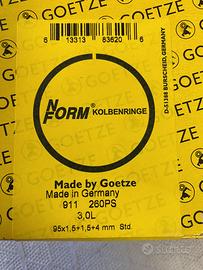 GOETZE
6 13313 83620 6
D-51388 BURSCHEID, GERMANY
N FORM® KOLBENRINGE
Made by Goetze
Made in Germany
911 260PS
3,0L
95x1,5+1,5+4 mm Std.
GOETZE
subito